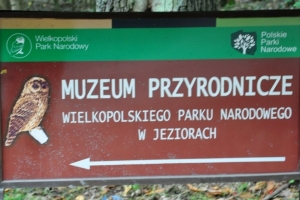 Wielkopolski
Park Narodowy
Polskie
Parki
Narodowe
MUZEUM PRZYRODNICZE
WIELKOPOLSKIEGO PARKU NARODOWEGO
W JEZIORACH